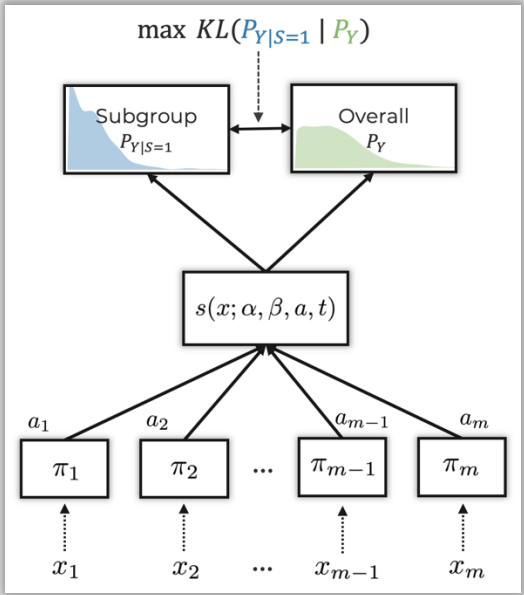 max KL(P_{Y|S=1} | P_Y)
Subgroup
P_{Y|S=1}
Overall
P_Y
s(x; α, β, a, t)
a_1 a_2 a_{m−1} a_m
π_1 π_2 ... π_{m−1} π_m
x_1 x_2 ... x_{m−1} x_m